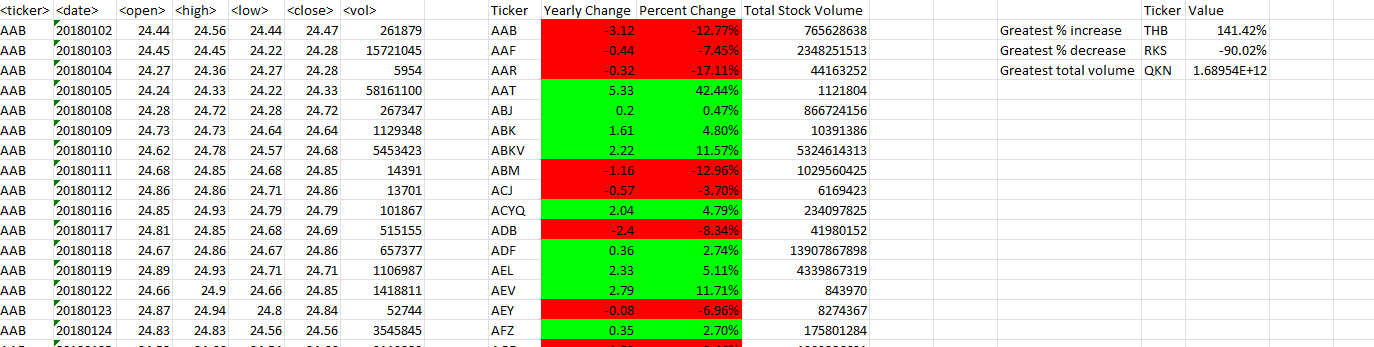 <ticker> <date> <open> <high> <low> <close> <vol> Ticker Yearly Change Percent Change Total Stock Volume Ticker Value
AAB 20180102 24.44 24.56 24.44 24.47 261879 AAB -3.12 -12.77% 765628638 Greatest % increase THB 141.42%
AAB 20180103 24.45 24.45 24.22 24.28 15721045 AAF -0.44 -7.45% 2348251513 Greatest % decrease RKS -90.02%
AAB 20180104 24.27 24.36 24.27 24.28 5954 AAR -0.32 -17.11% 44163252 Greatest total volume QKN 1.68954E+12
AAB 20180105 24.24 24.33 24.22 24.33 58161100 AAT 5.33 42.44% 1121804
AAB 20180108 24.28 24.72 24.28 24.72 267347 ABJ 0.2 0.47% 866724156
AAB 20180109 24.73 24.73 24.64 24.64 1129348 ABK 1.61 4.80% 10391386
AAB 20180110 24.62 24.78 24.57 24.68 5453423 ABKV 2.22 11.57% 5324614313
AAB 20180111 24.68 24.85 24.68 24.85 14391 ABM -1.16 -12.96% 1029560425
AAB 20180112 24.86 24.86 24.71 24.86 13701 ACJ -0.57 -3.70% 6169423
AAB 20180116 24.85 24.93 24.79 24.79 101867 ACYQ 2.04 4.79% 234097825
AAB 20180117 24.81 24.85 24.68 24.69 515155 ADB -2.4 -8.34% 41980152
AAB 20180118 24.67 24.86 24.67 24.86 657377 ADF 0.36 2.74% 13907867898
AAB 20180119 24.89 24.93 24.71 24.71 1106987 AEL 2.33 5.11% 4339867319
AAB 20180122 24.66 24.9 24.66 24.85 1418811 AEV 2.79 11.71% 843970
AAB 20180123 24.87 24.94 24.8 24.84 52744 AEY -0.08 -6.96% 8274367
AAB 20180124 24.83 24.83 24.56 24.56 3545845 AFZ 0.35 2.70% 175801284